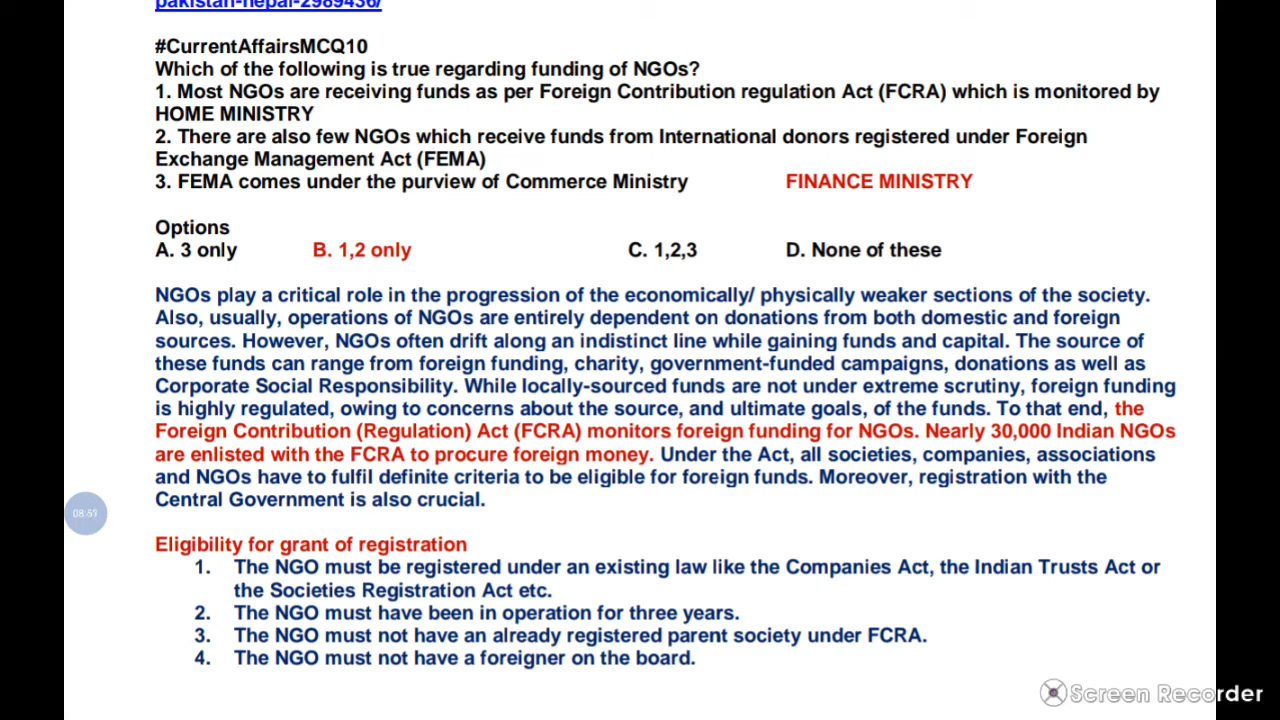 pakistan-nepal-2989436/
#CurrentAffairsMCQ10
Which of the following is true regarding funding of NGOs?
1. Most NGOs are receiving funds as per Foreign Contribution regulation Act (FCRA) which is monitored by
HOME MINISTRY
2. There are also few NGOs which receive funds from International donors registered under Foreign
Exchange Management Act (FEMA)
3. FEMA comes under the purview of Commerce Ministry FINANCE MINISTRY
Options
A. 3 only B. 1,2 only C. 1,2,3 D. None of these
NGOs play a critical role in the progression of the economically/ physically weaker sections of the society.
Also, usually, operations of NGOs are entirely dependent on donations from both domestic and foreign
sources. However, NGOs often drift along an indistinct line while gaining funds and capital. The source of
these funds can range from foreign funding, charity, government-funded campaigns, donations as well as
Corporate Social Responsibility. While locally-sourced funds are not under extreme scrutiny, foreign funding
is highly regulated, owing to concerns about the source, and ultimate goals, of the funds. To that end, the
Foreign Contribution (Regulation) Act (FCRA) monitors foreign funding for NGOs. Nearly 30,000 Indian NGOs
are enlisted with the FCRA to procure foreign money. Under the Act, all societies, companies, associations
and NGOs have to fulfil definite criteria to be eligible for foreign funds. Moreover, registration with the
Central Government is also crucial.
Eligibility for grant of registration
1. The NGO must be registered under an existing law like the Companies Act, the Indian Trusts Act or
the Societies Registration Act etc.
2. The NGO must have been in operation for three years.
3. The NGO must not have an already registered parent society under FCRA.
4. The NGO must not have a foreigner on the board.
Screen Recorder